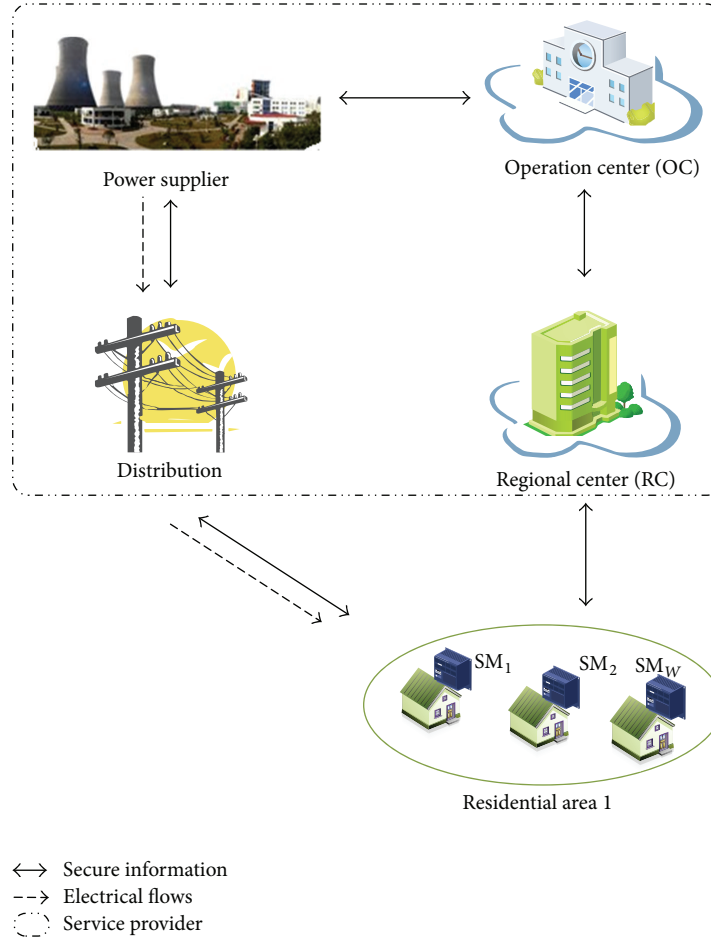 Power supplier
Operation center (OC)
Distribution
Regional center (RC)
SM₁
SM₂
SM_W
Residential area 1
Secure information
Electrical flows
Service provider